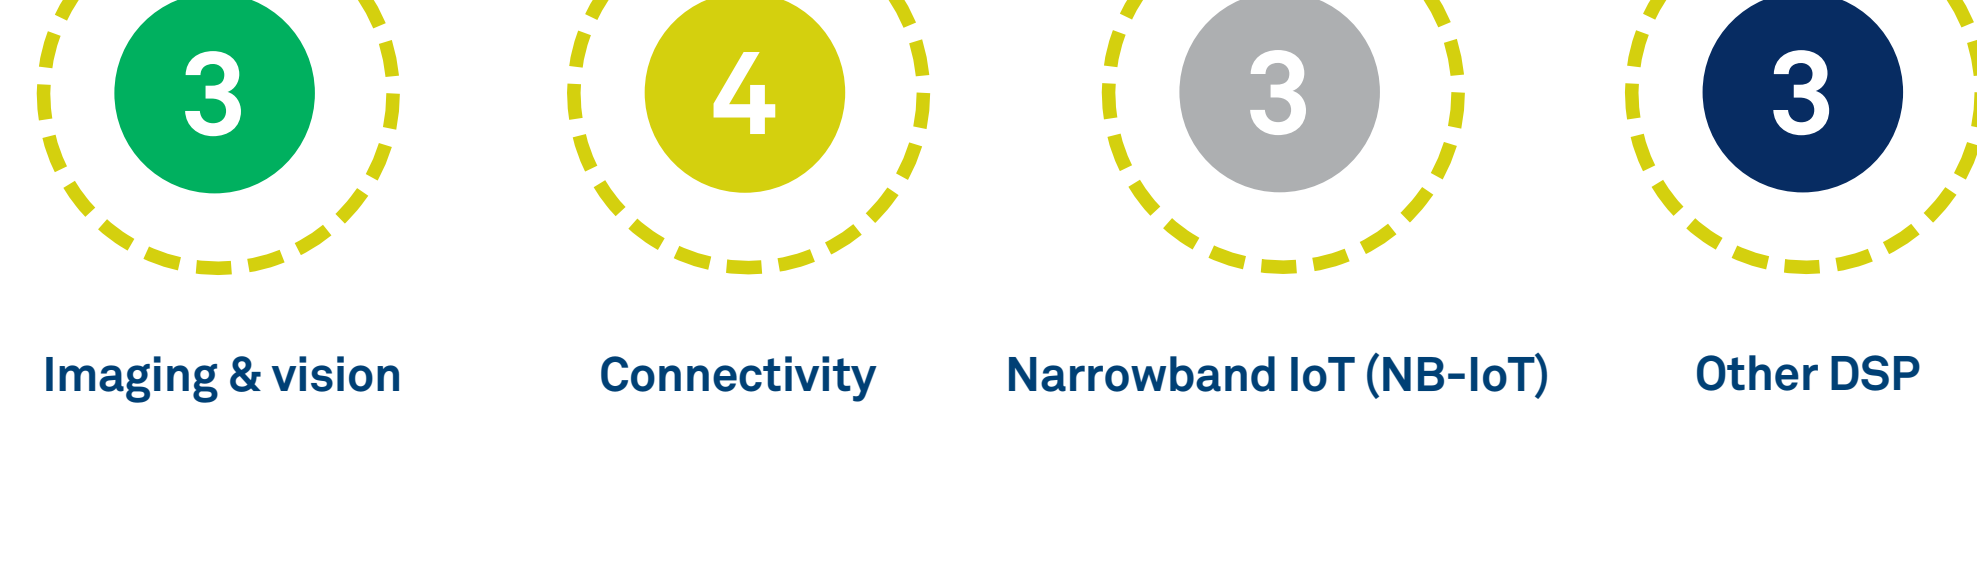 3 4 3 3
Imaging & vision Connectivity Narrowband IoT (NB-IoT) Other DSP